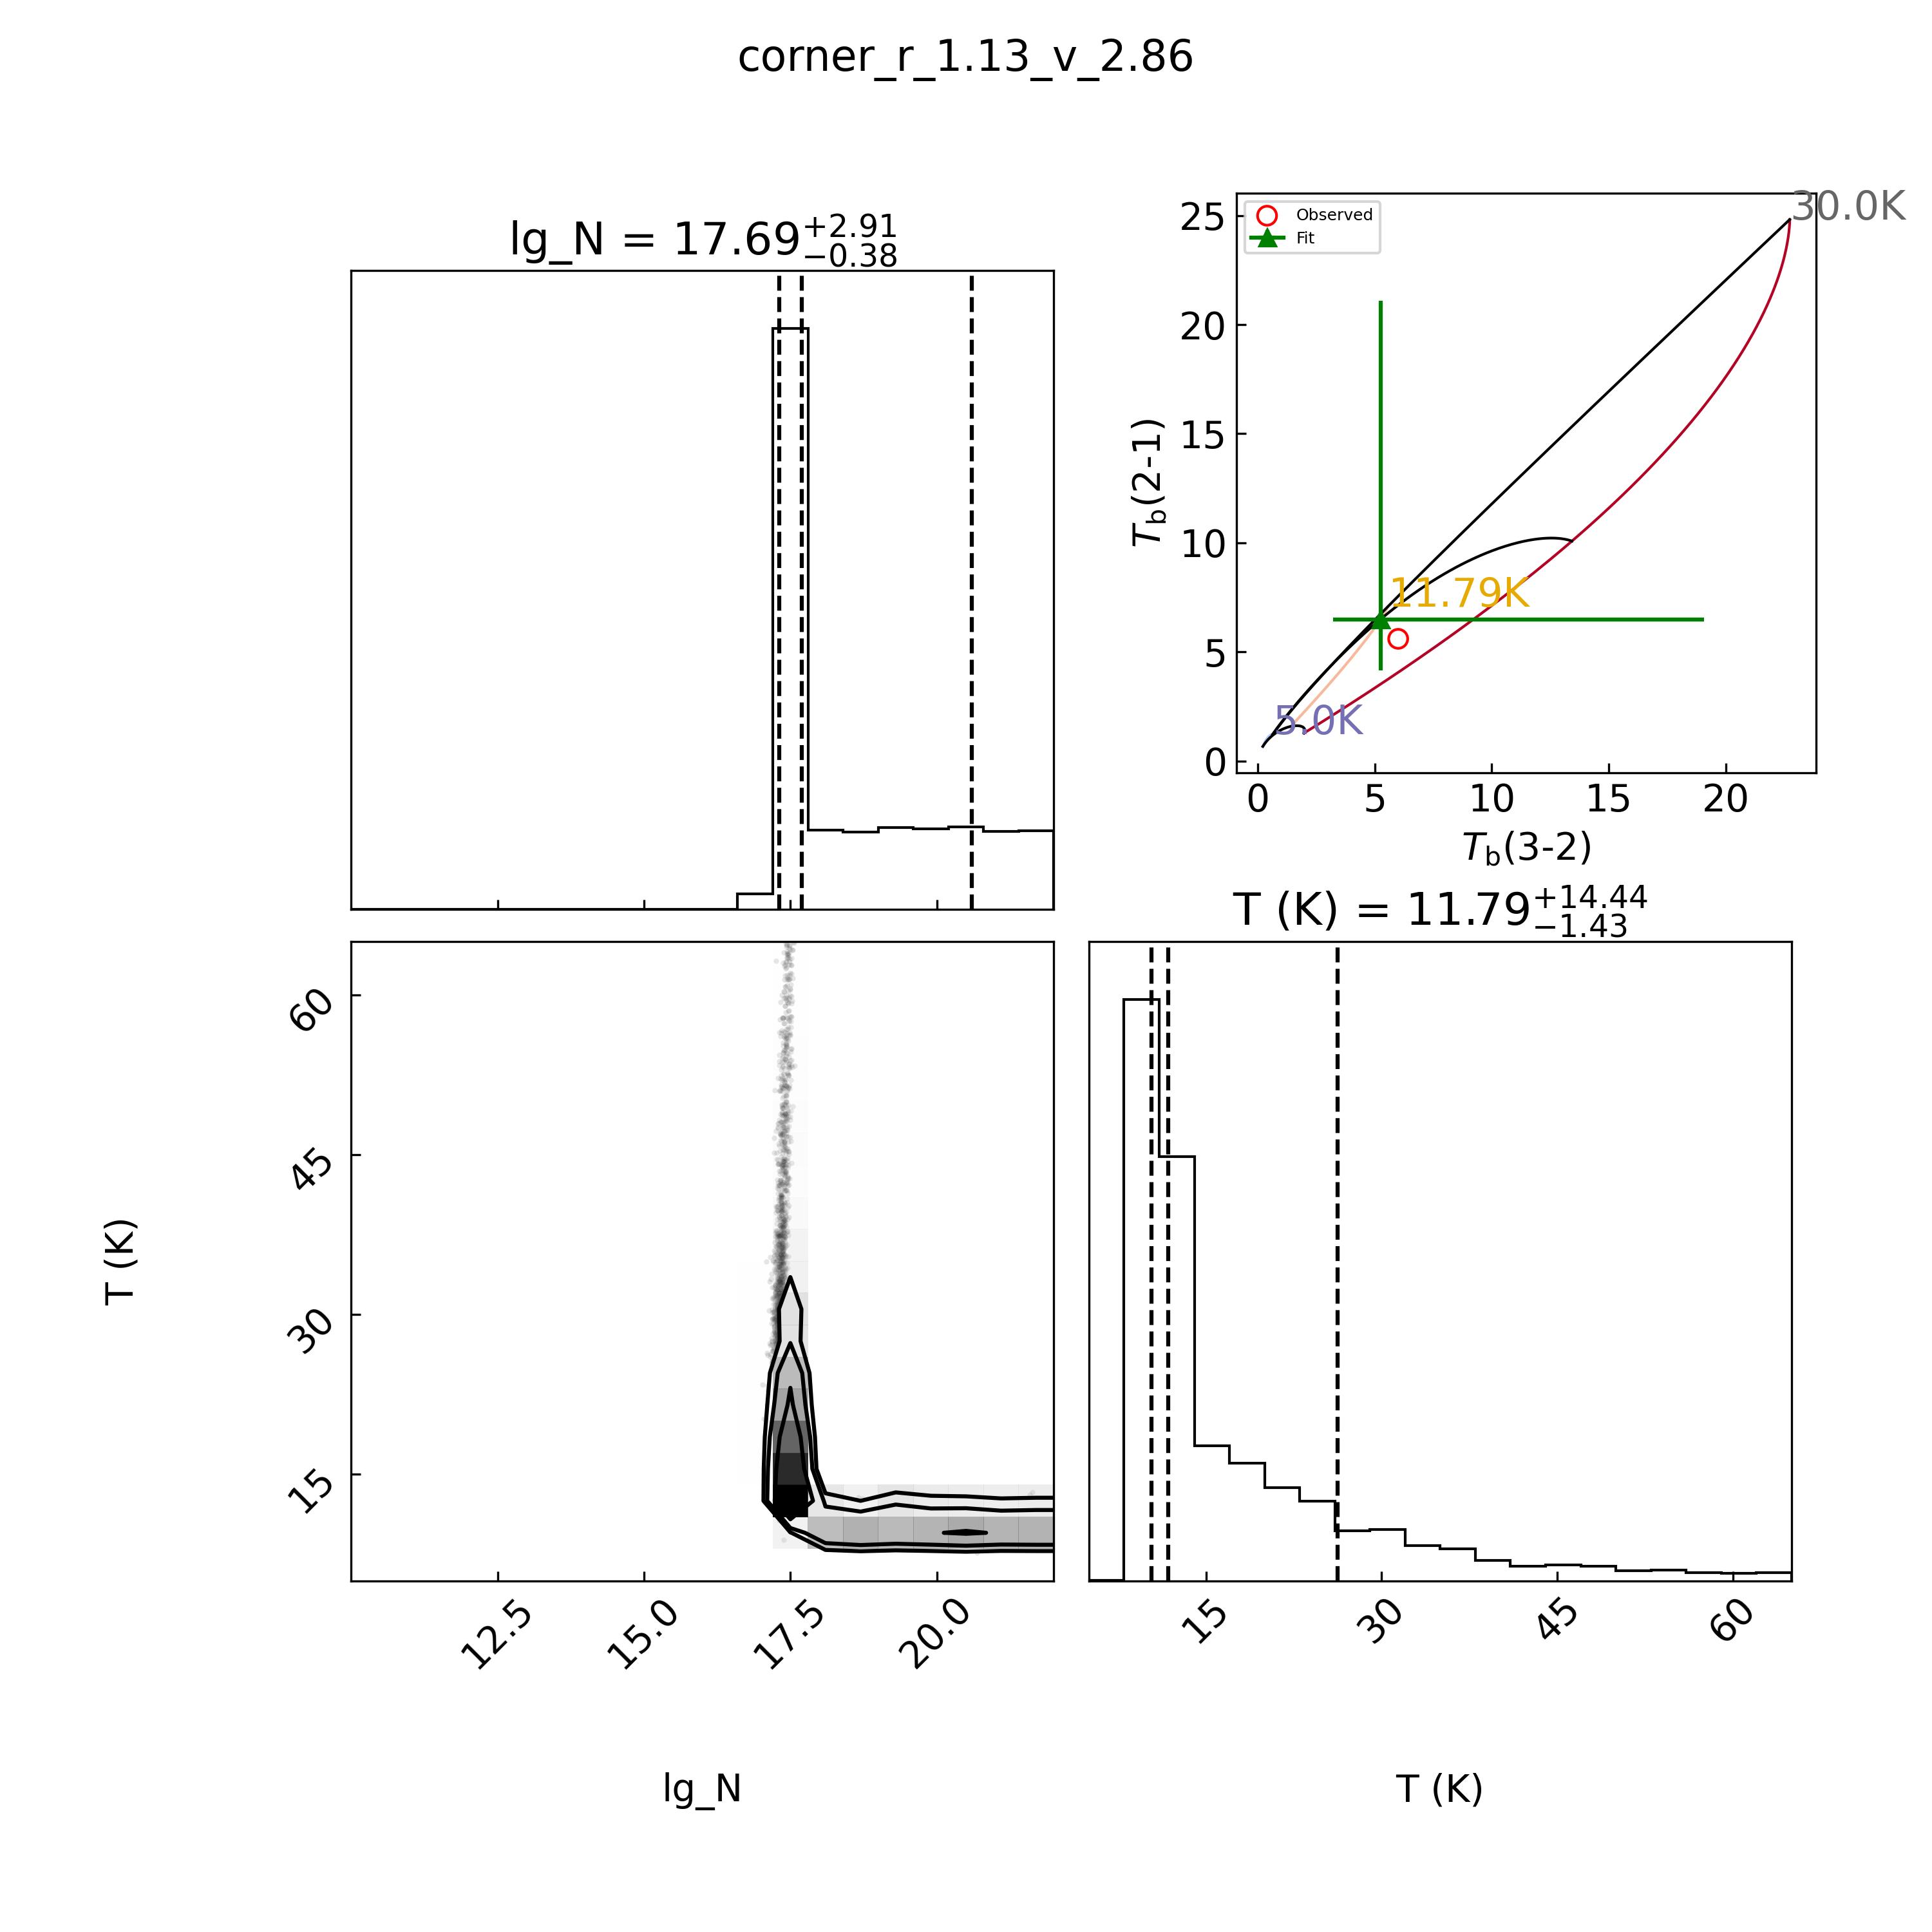 corner_r_1.13_v_2.86
lg_N = 17.69+2.91−0.38
30.0K
25
20
15
10
5
0
Tb(2-1)
Observed
Fit
11.79K
5.0K
0 5 10 15 20
Tb(3-2)
T (K) = 11.79+14.44−1.43
60
45
30
15
T (K)
12.5 15.0 17.5 20.0
lg_N
15 30 45 60
T (K)